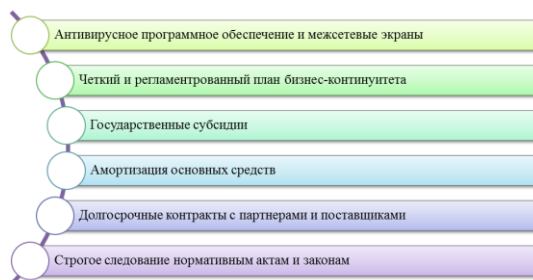 Антивирусное программное обеспечение и межсетевые экраны
Четкий и регламентрованный план бизнес-континуитета
Государственные субсидии
Амортизация основных средств
Долгосрочные контракты с партнерами и поставщиками
Строгое следование нормативным актам и законам